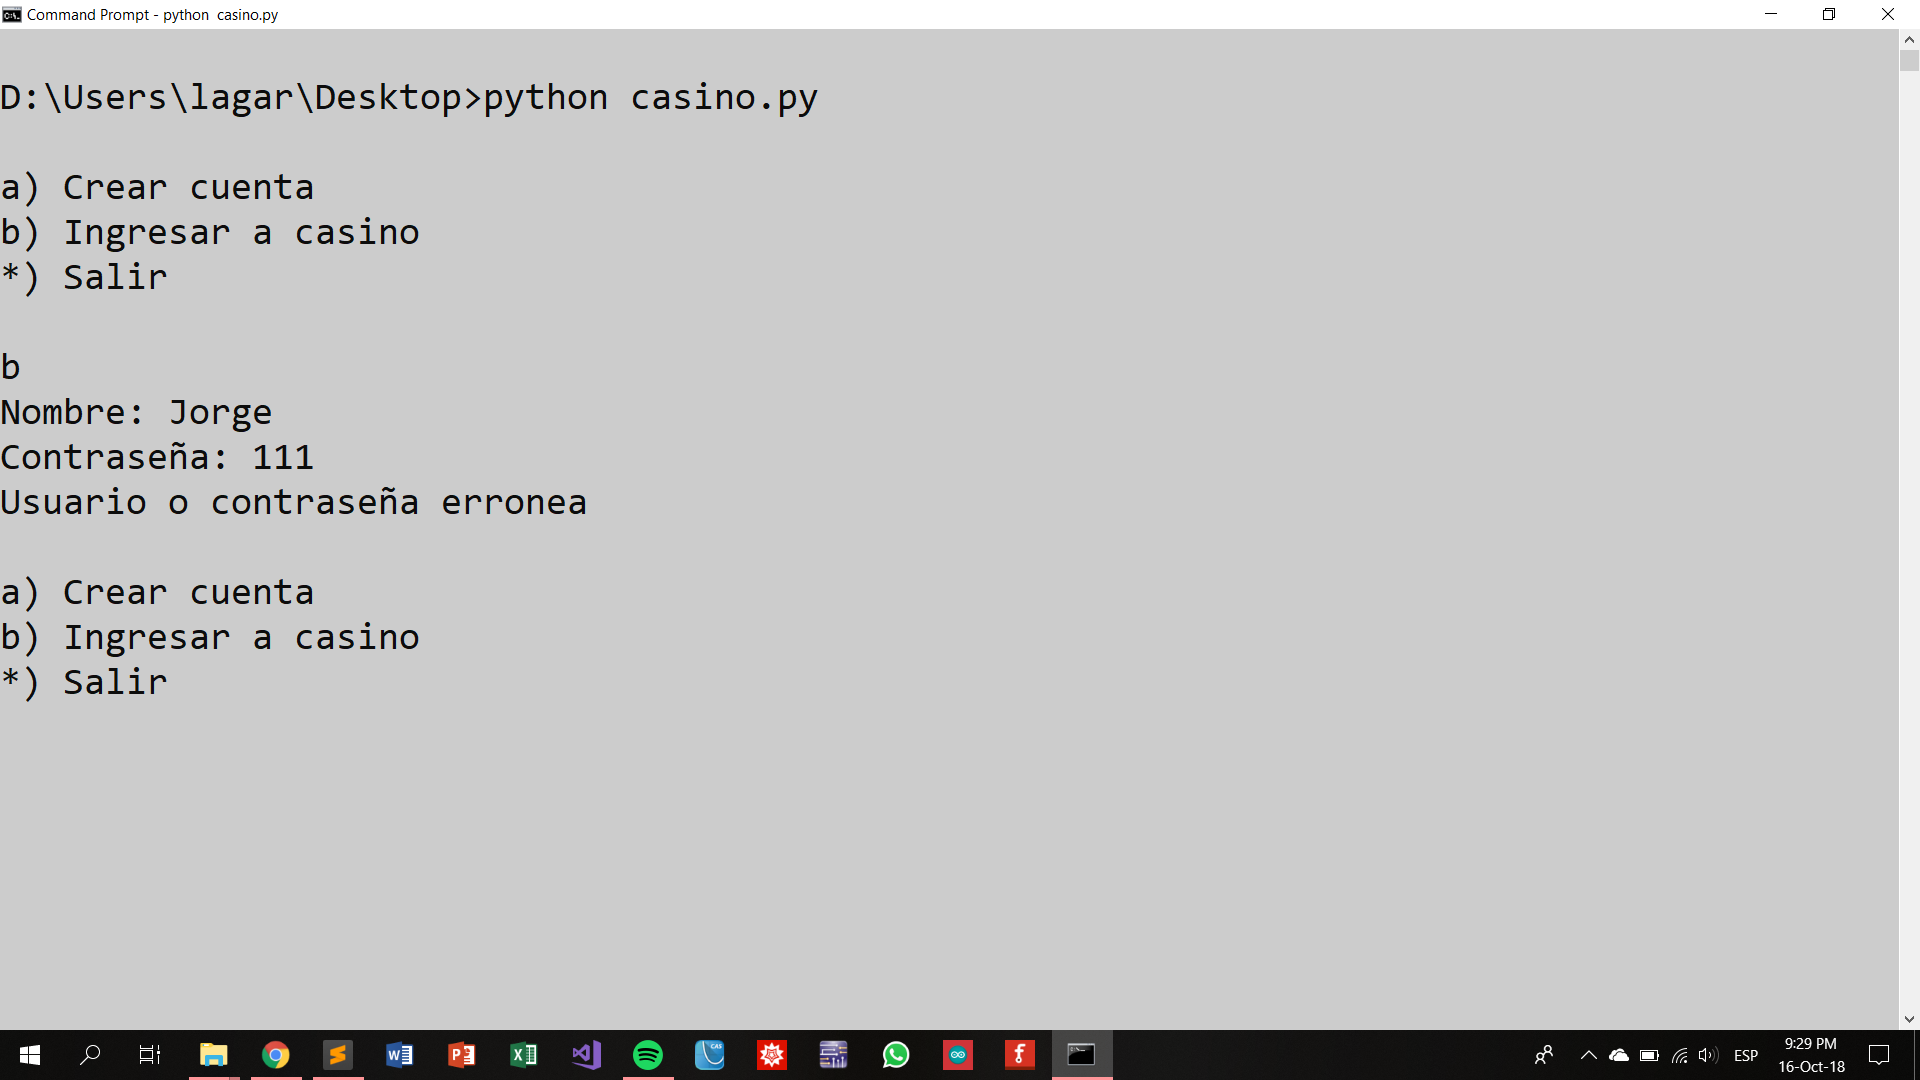 Command Prompt - python  casino.py
D:\Users\lagar\Desktop>python casino.py
a) Crear cuenta
b) Ingresar a casino
*) Salir
b
Nombre: Jorge
Contraseña: 111
Usuario o contraseña erronea
a) Crear cuenta
b) Ingresar a casino
*) Salir
ESP
9:29 PM
16-Oct-18